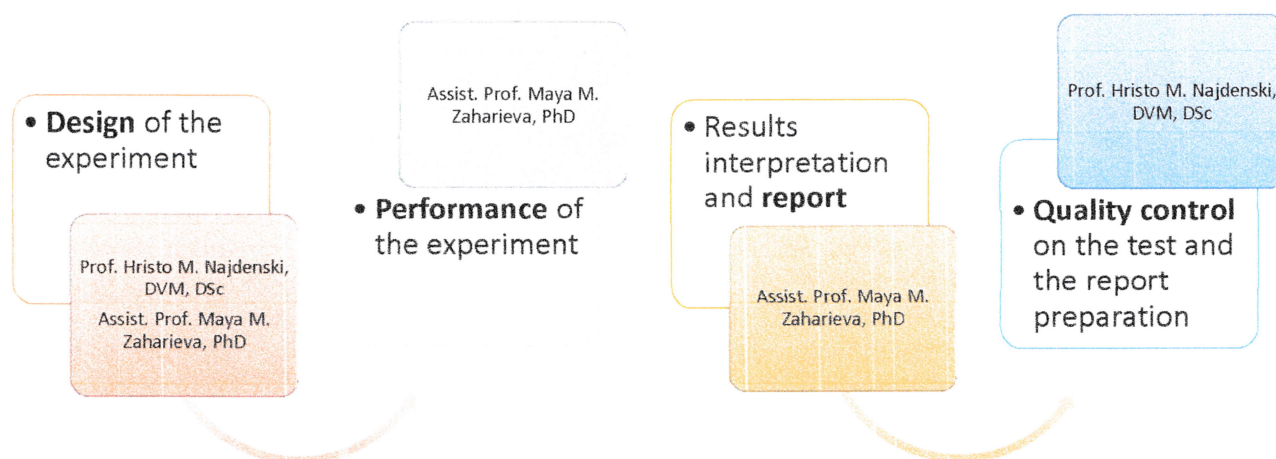 • Design of the
experiment
Prof. Hristo M. Najdenski,
DVM, DSc
Assist. Prof. Maya M.
Zaharieva, PhD
Assist. Prof. Maya M.
Zaharieva, PhD
• Performance of
the experiment
• Results
interpretation
and report
Assist. Prof. Maya M.
Zaharieva, PhD
Prof. Hristo M. Najdenski,
DVM, DSc
• Quality control
on the test and
the report
preparation